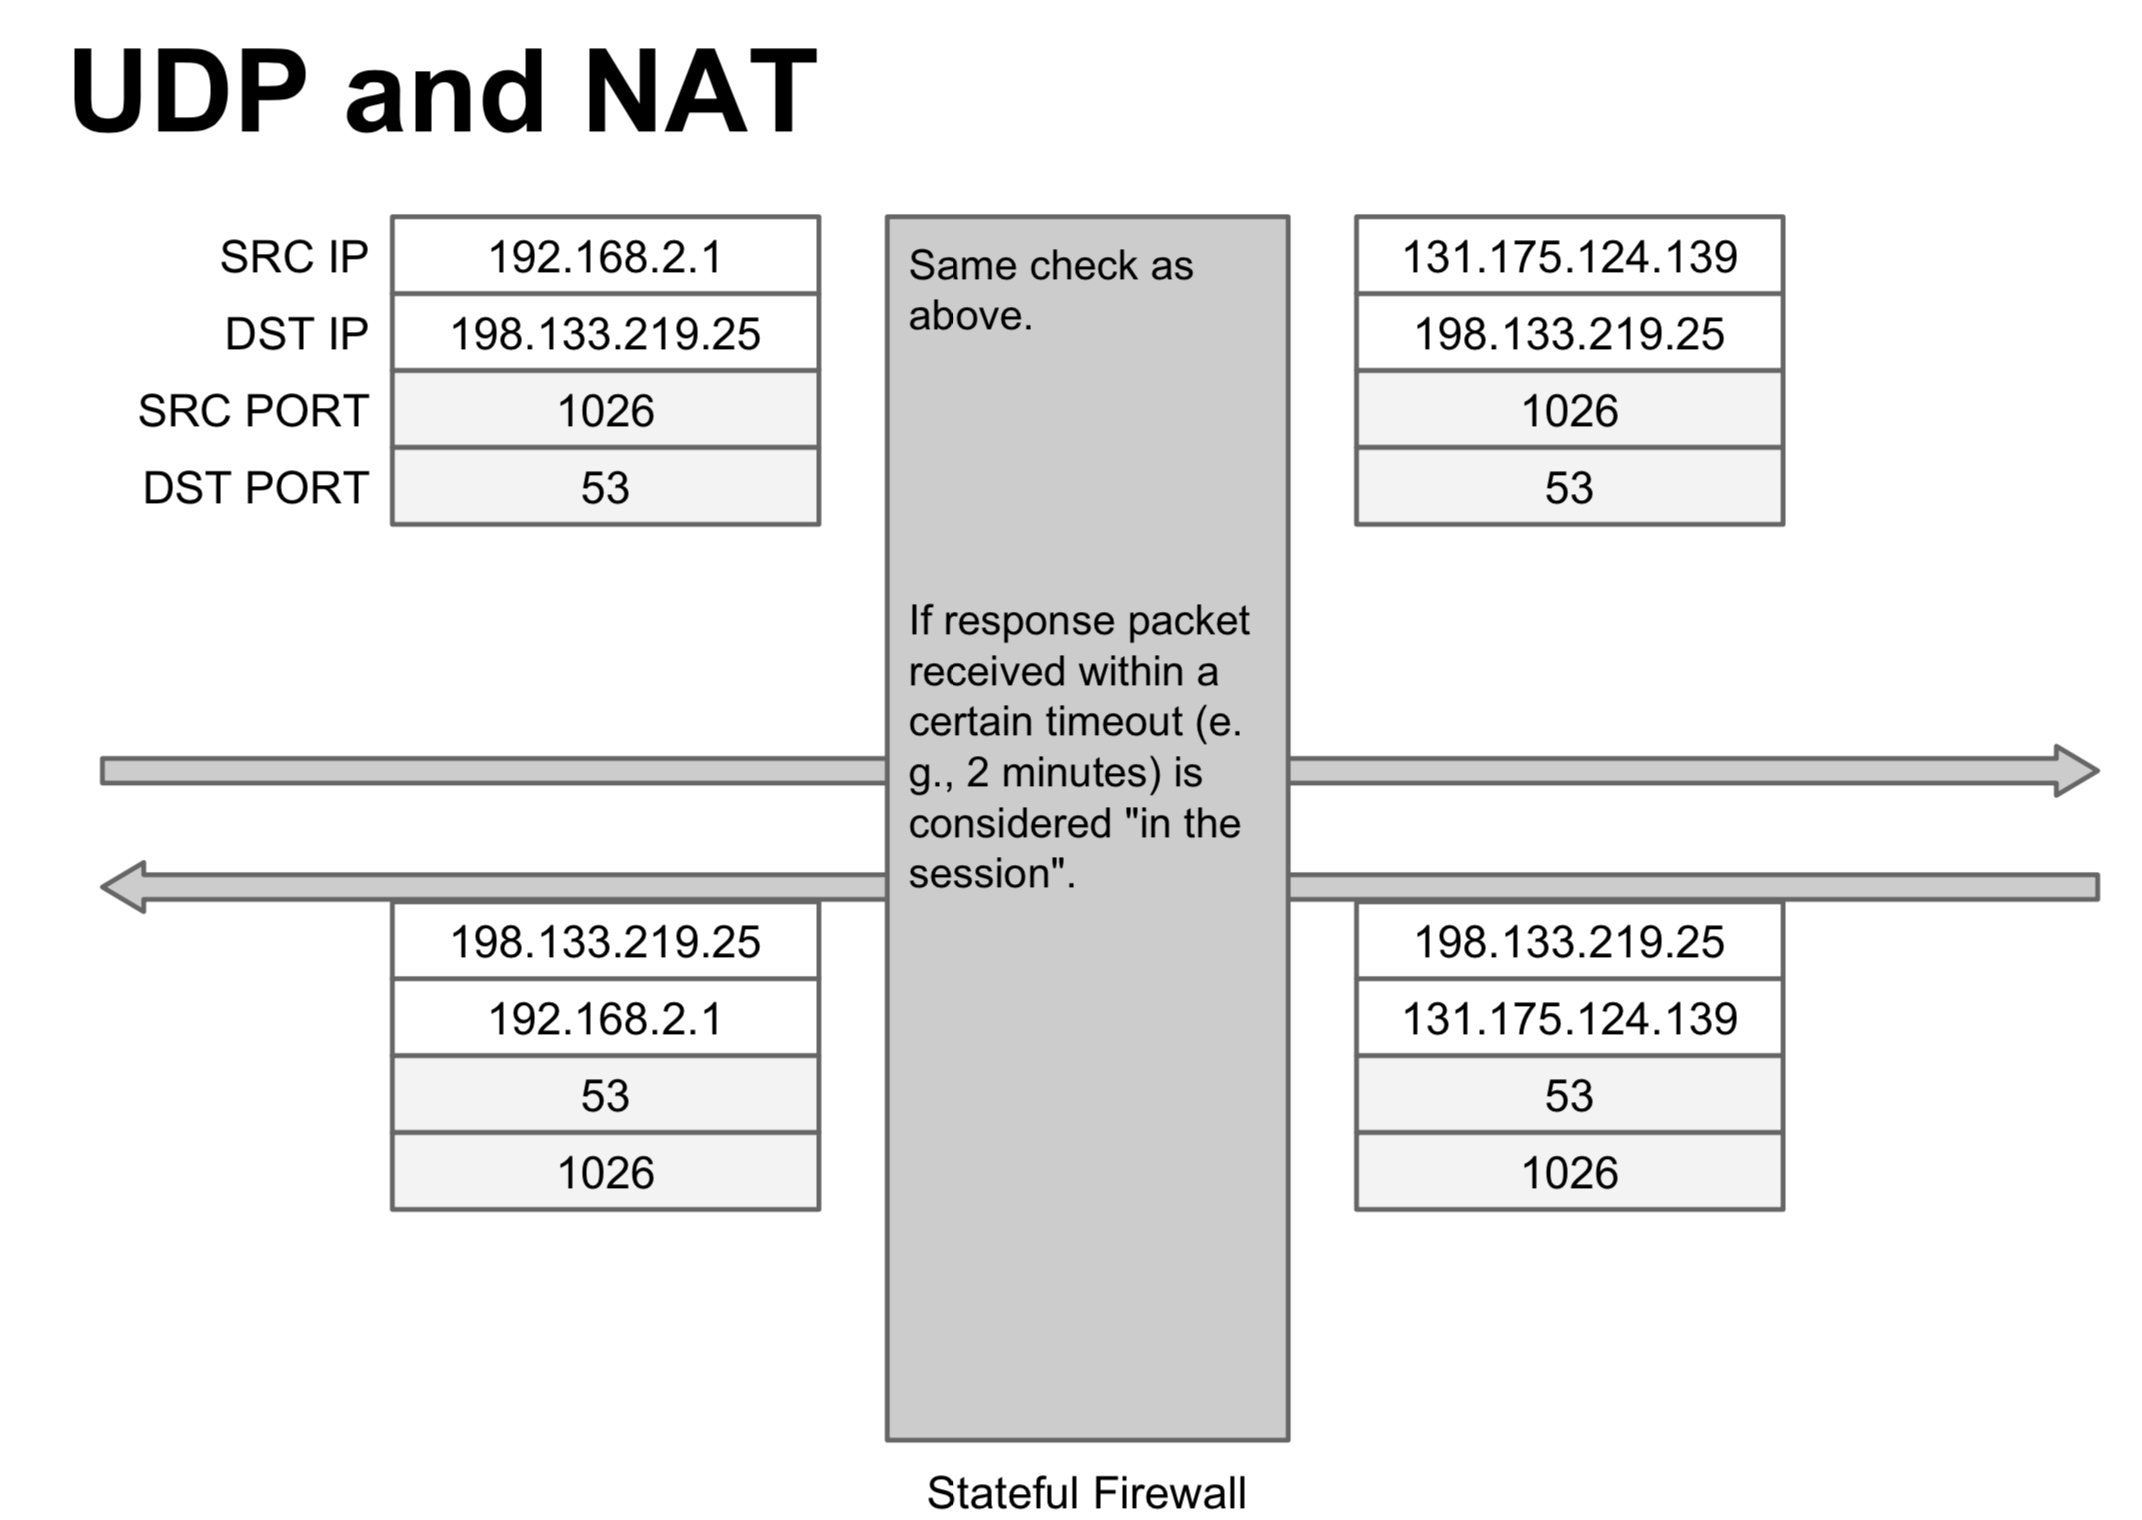 UDP and NAT
SRC IP
192.168.2.1
DST IP
198.133.219.25
SRC PORT
1026
DST PORT
53
Same check as
above.
If response packet
received within a
certain timeout (e.
g., 2 minutes) is
considered "in the
session".
131.175.124.139
198.133.219.25
1026
53
198.133.219.25
192.168.2.1
53
1026
198.133.219.25
131.175.124.139
53
1026
Stateful Firewall